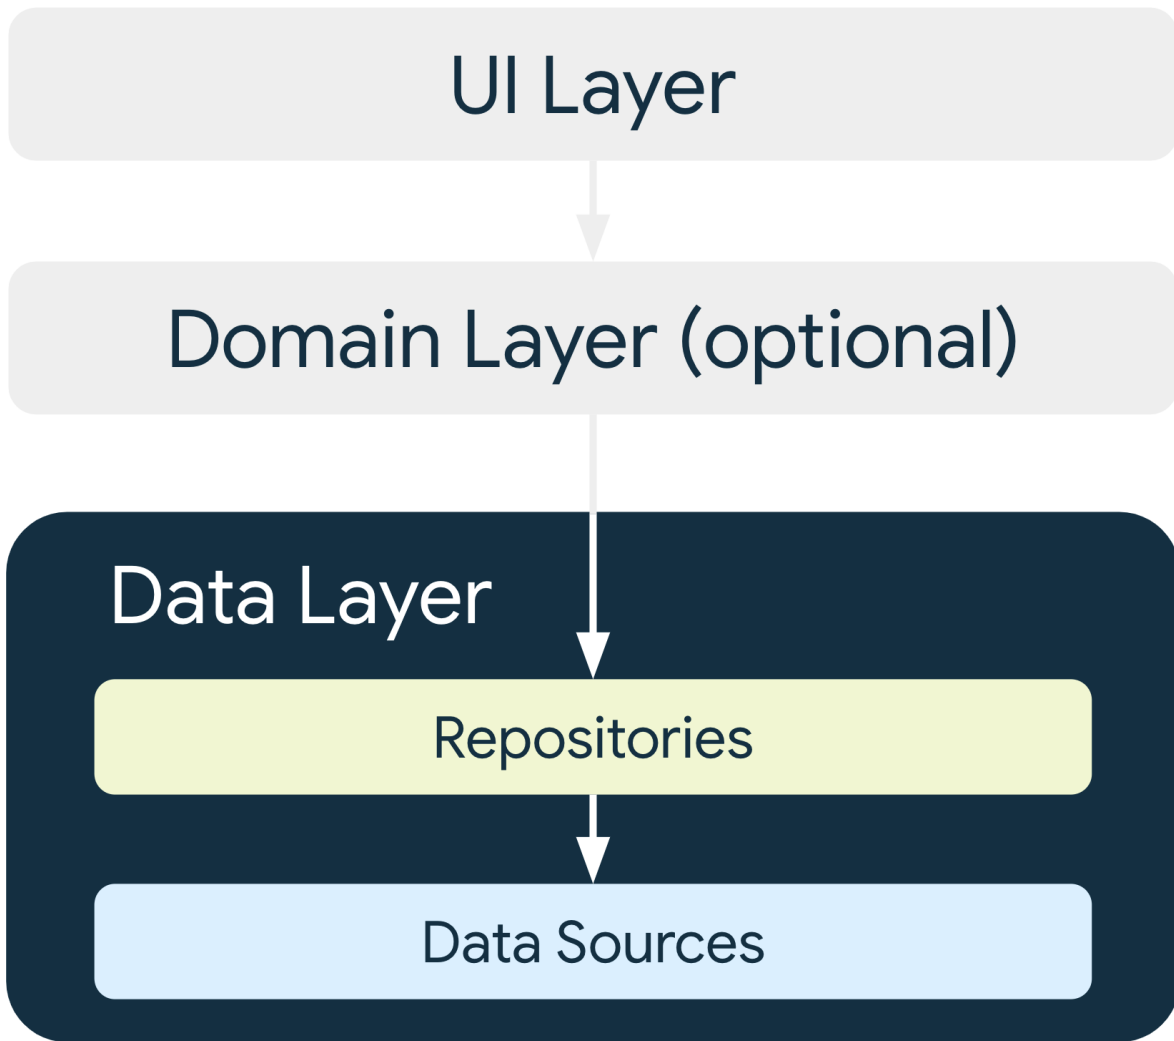 UI Layer
Domain Layer (optional)
Data Layer
Repositories
Data Sources